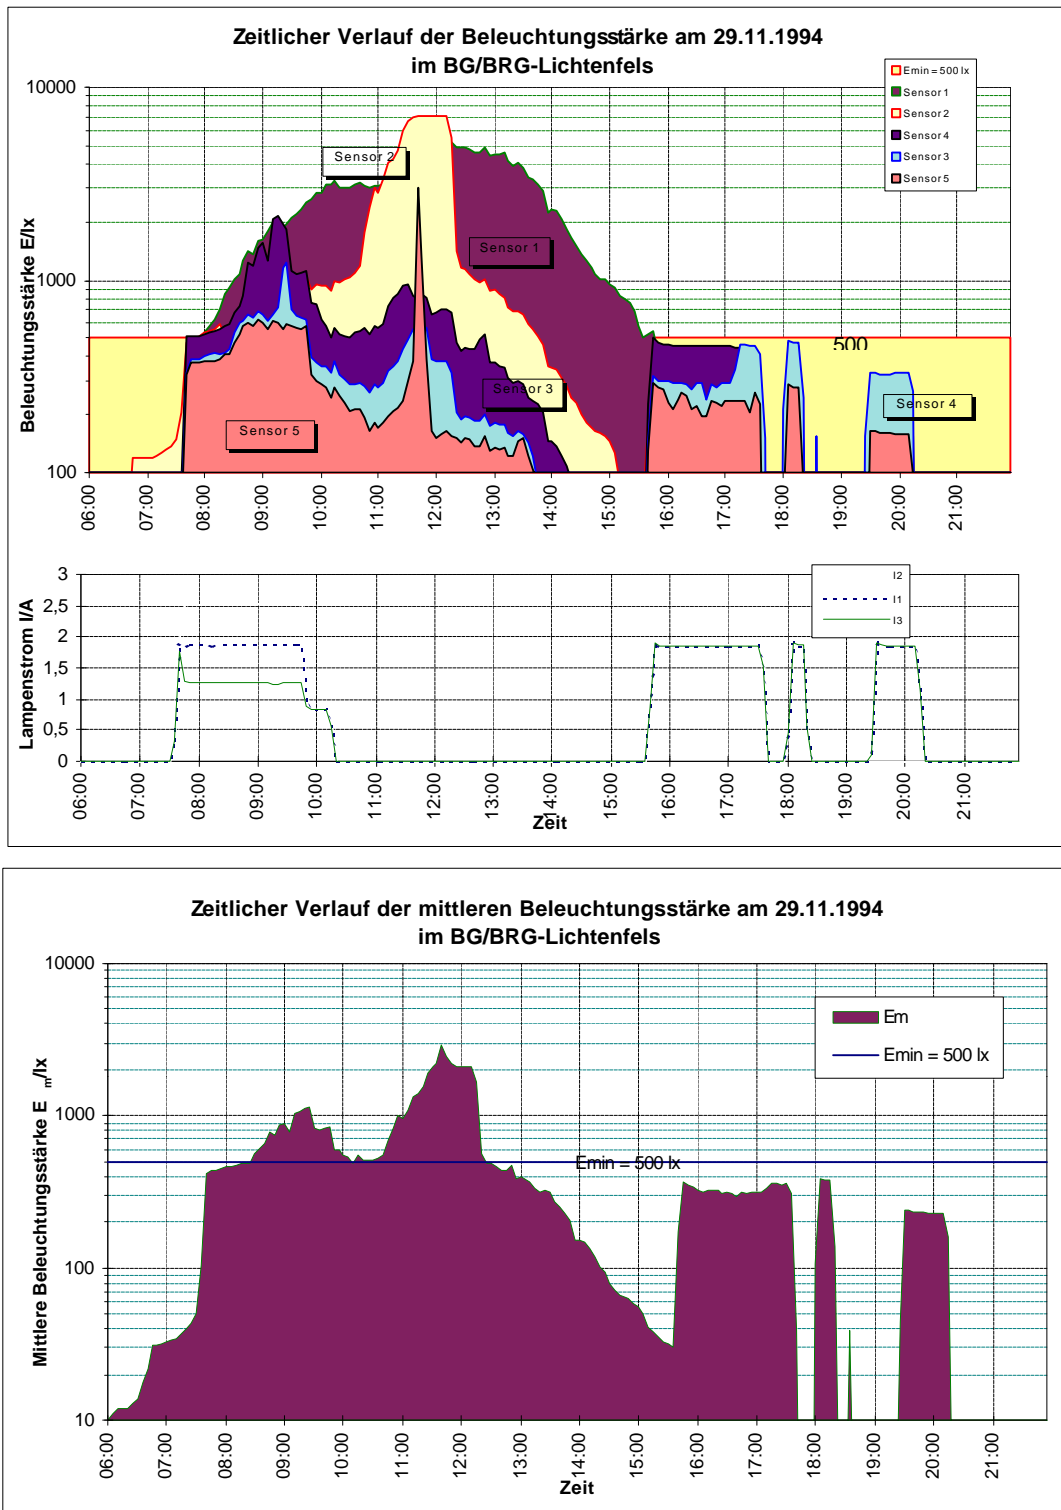 Zeitlicher Verlauf der Beleuchtungsstärke am 29.11.1994
im BG/BRG-Lichtenfels
Beleuchtungsstärke E/lx
10000
1000
100
Emin = 500 lx
Sensor 1
Sensor 2
Sensor 4
Sensor 3
Sensor 5
Sensor 2
Sensor 1
500
Sensor 3
Sensor 4
Sensor 5
06:00
07:00
08:00
09:00
10:00
11:00
12:00
13:00
14:00
15:00
16:00
17:00
18:00
19:00
20:00
21:00
Lampenstrom I/A
3
2,5
2
1,5
1
0,5
0
I2
I1
I3
06:00
07:00
08:00
09:00
10:00
11:00
12:00
13:00
14:00
15:00
16:00
17:00
18:00
19:00
20:00
21:00
Zeit
Zeitlicher Verlauf der mittleren Beleuchtungsstärke am 29.11.1994
im BG/BRG-Lichtenfels
Mittlere Beleuchtungsstärke E m/lx
10000
1000
100
10
Em
Emin = 500 lx
Emin = 500 lx
06:00
07:00
08:00
09:00
10:00
11:00
12:00
13:00
14:00
15:00
16:00
17:00
18:00
19:00
20:00
21:00
Zeit